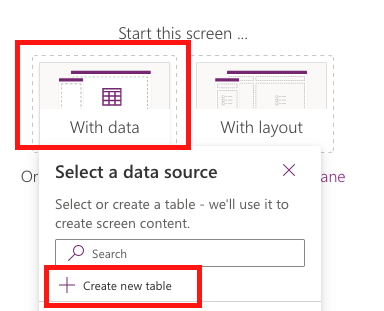 Start this screen ...
With data
With layout
Or
ane
Select a data source
Select or create a table - we'll use it to
create screen content.
Search
Create new table